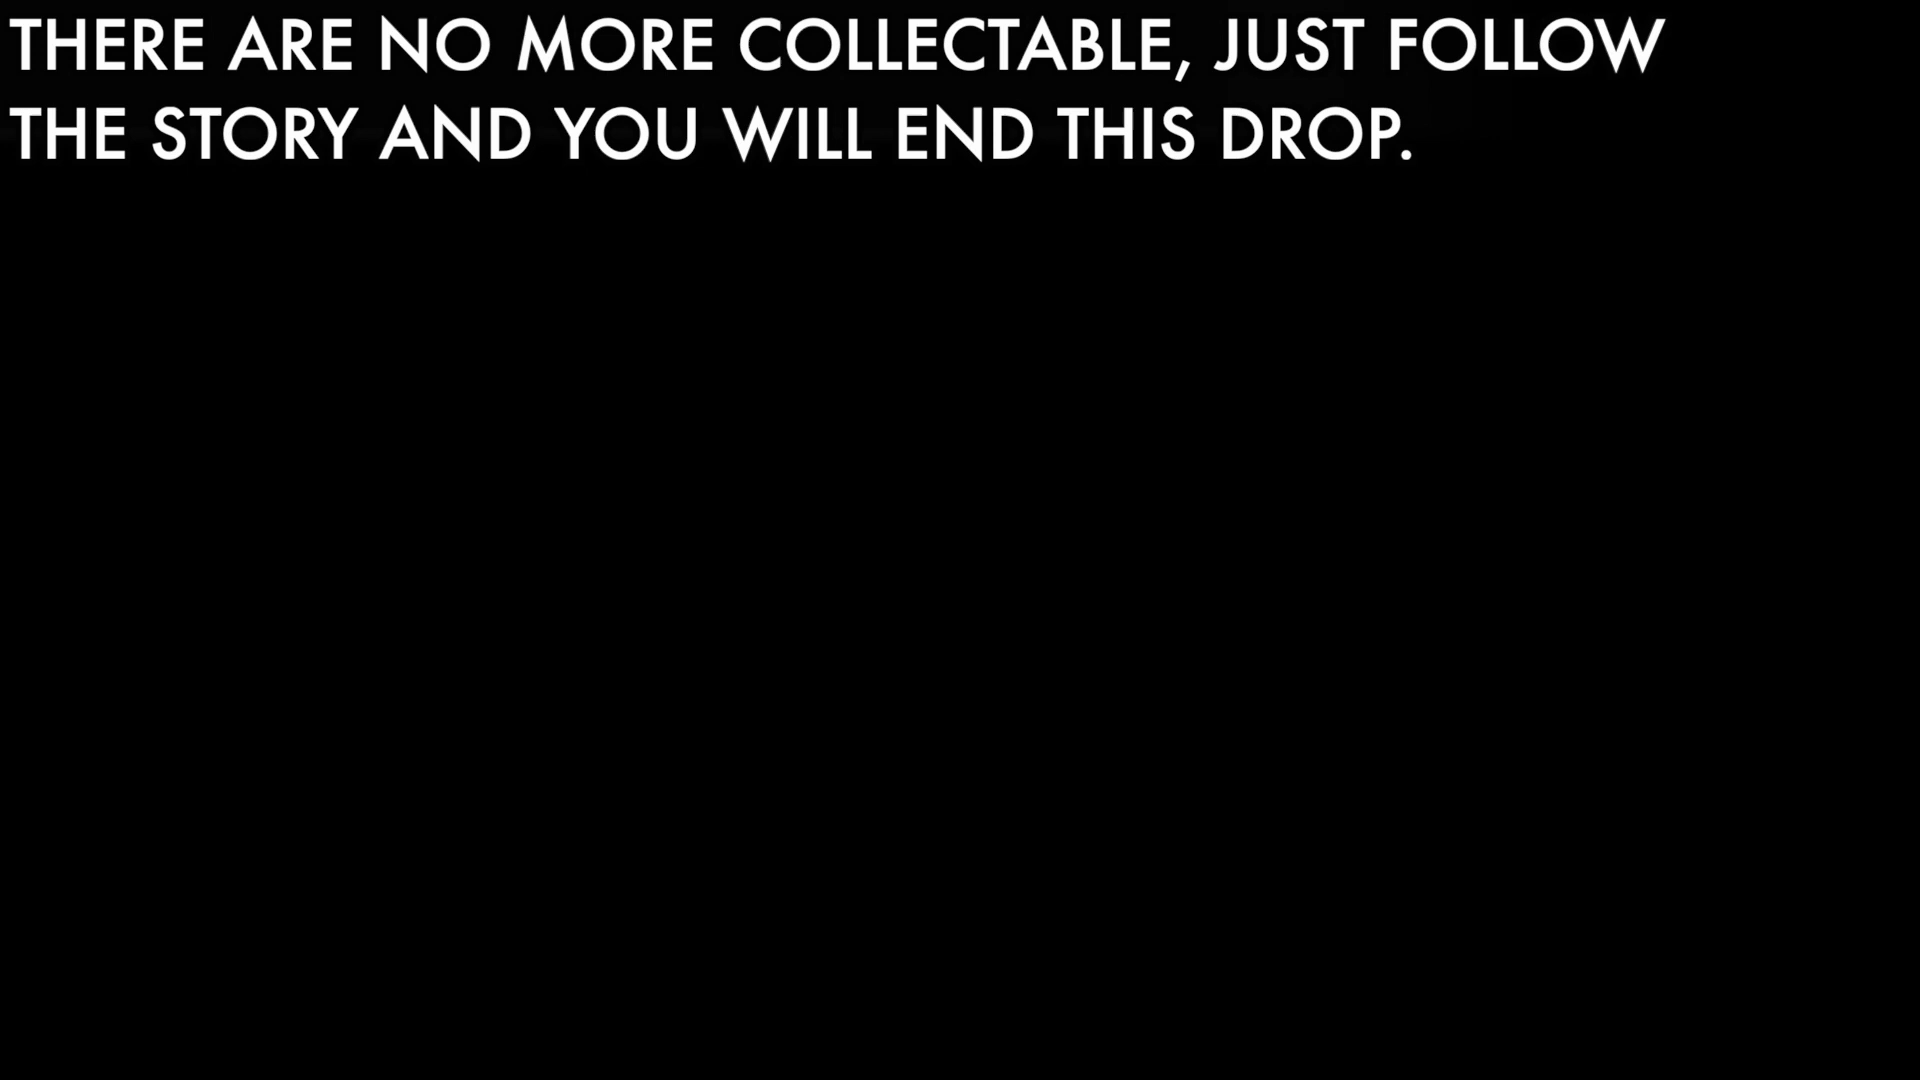 THERE ARE NO MORE COLLECTABLE, JUST FOLLOW
THE STORY AND YOU WILL END THIS DROP.